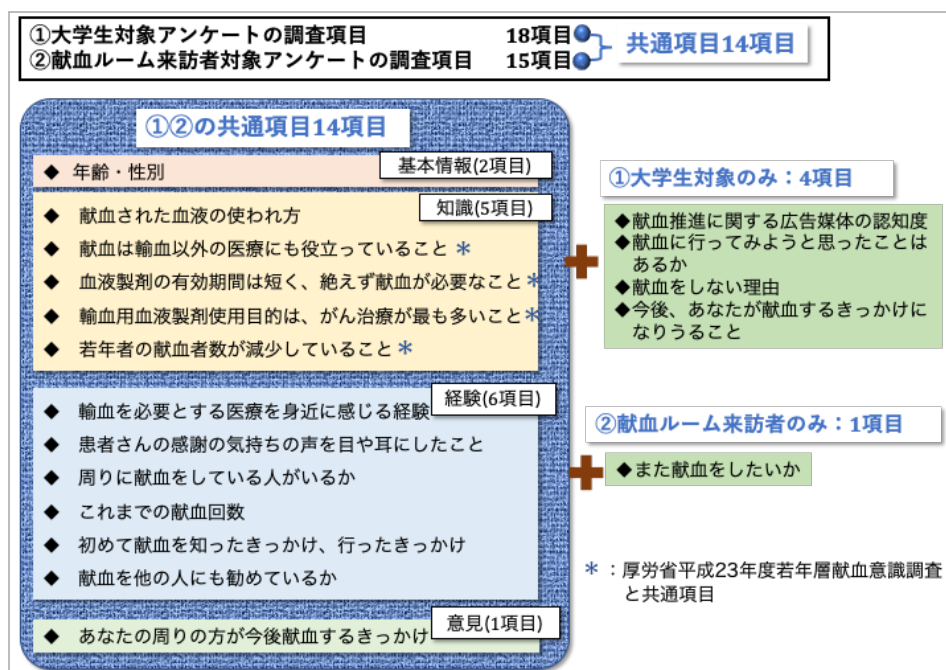 ①大学生対象アンケートの調査項目 18項目
②献血ルーム来訪者対象アンケートの調査項目 15項目
共通項目14項目
①②の共通項目14項目
基本情報(2項目)
◆ 年齢・性別
知識(5項目)
◆ 献血された血液の使われ方
◆ 献血は輸血以外の医療にも役立っていること *
◆ 血液製剤の有効期間は短く、絶えず献血が必要なこと*
◆ 輸血用血液製剤使用目的は、がん治療が最も多いこと*
◆ 若年者の献血者数が減少していること *
経験(6項目)
◆ 輸血を必要とする医療を身近に感じる経験
◆ 患者さんの感謝の気持ちの声を目や耳にしたこと
◆ 周りに献血をしている人がいるか
◆ これまでの献血回数
◆ 初めて献血を知ったきっかけ、行ったきっかけ
◆ 献血を他の人にも勧めているか
意見(1項目)
◆ あなたの周りの方が今後献血するきっかけ
①大学生対象のみ：4項目
◆献血推進に関する広告媒体の認知度
◆献血に行ってみようと思ったことは
あるか
◆献血をしない理由
◆今後、あなたが献血するきっかけに
なりうること
②献血ルーム来訪者のみ：1項目
◆また献血をしたいか
* ：厚労省平成23年度若年層献血意識調査
と共通項目